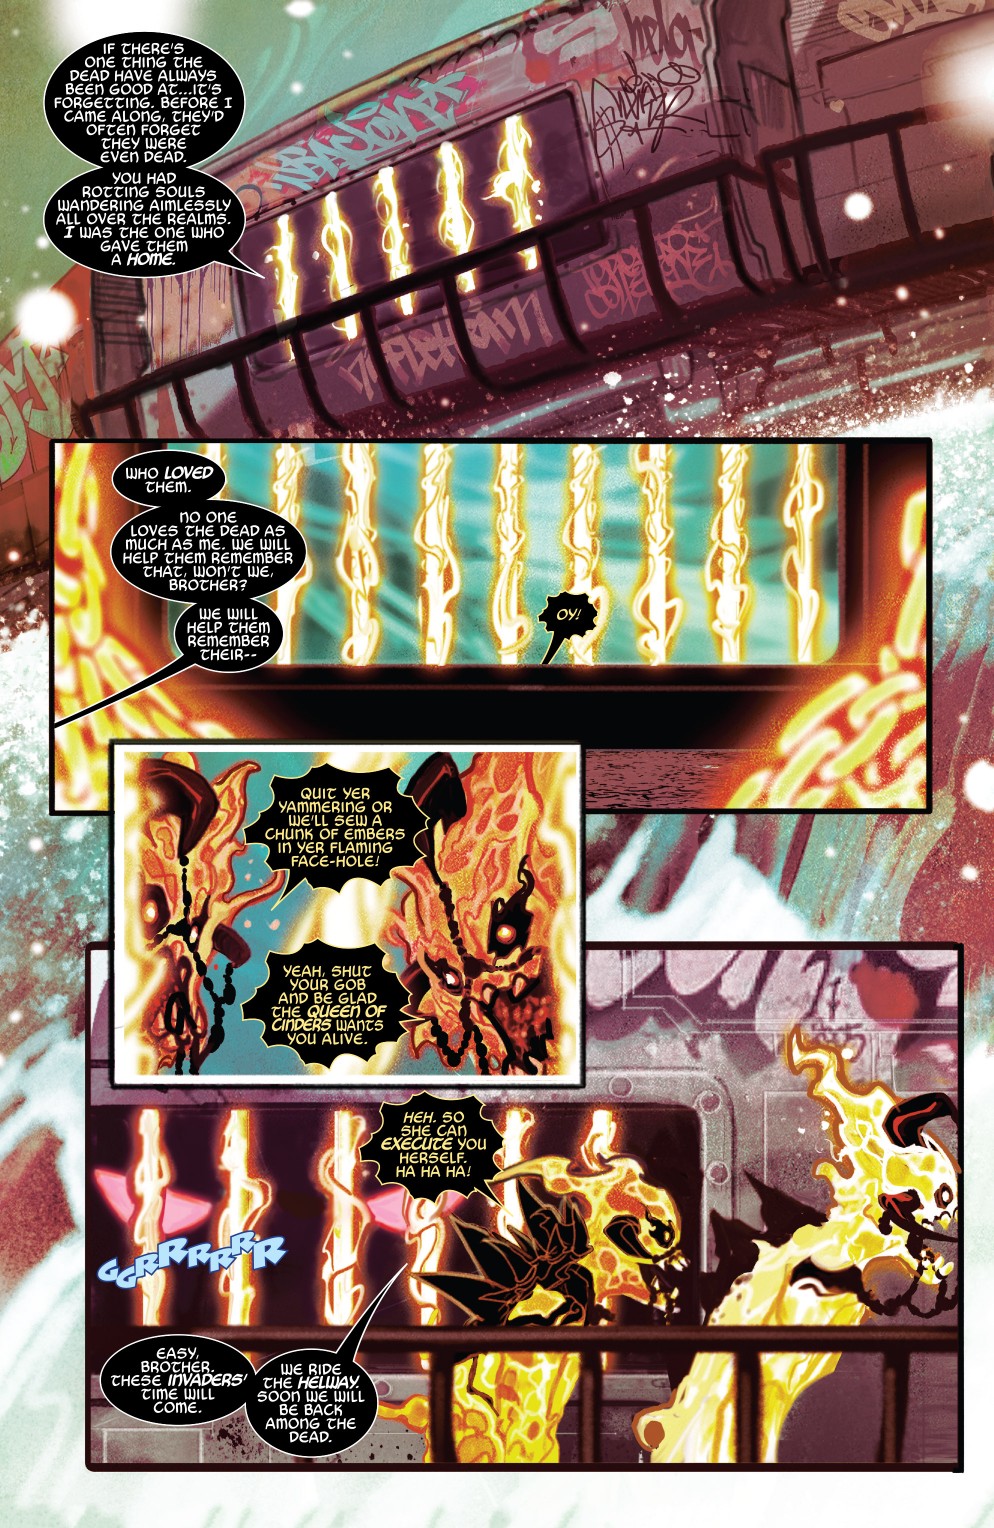 IF THERE'S
ONE THING THE
DEAD HAVE ALWAYS
BEEN GOOD AT...IT'S
FORGETTING. BEFORE I
CAME ALONG, THEY'D
OFTEN FORGET
THEY WERE
EVEN DEAD.
YOU HAD
ROTTING SOULS
WANDERING AIMLESSLY
ALL OVER THE REALMS.
I WAS THE ONE WHO
GAVE THEM
A HOME.
WHO LOVED
THEM.
NO ONE
LOVES THE DEAD AS
MUCH AS ME. WE WILL
HELP THEM REMEMBER
THAT, WON'T WE,
BROTHER?
WE WILL
HELP THEM
REMEMBER
THEIR--
OY!
QUIT YER
YAMMERING OR
WE'LL SEW A
CHUNK OF EMBERS
IN YER FLAMING
FACE-HOLE!
YEAH, SHUT
YOUR GOB
AND BE GLAD
THE QUEEN OF
CINDERS WANTS
YOU ALIVE.
HEH. SO
SHE CAN
EXECUTE YOU
HERSELF.
HA HA HA!
GGRRRRRRR
EASY,
BROTHER.
THESE INVADERS'
TIME WILL
COME.
WE RIDE
THE HELWAY.
SOON WE WILL
BE BACK
AMONG THE
DEAD.